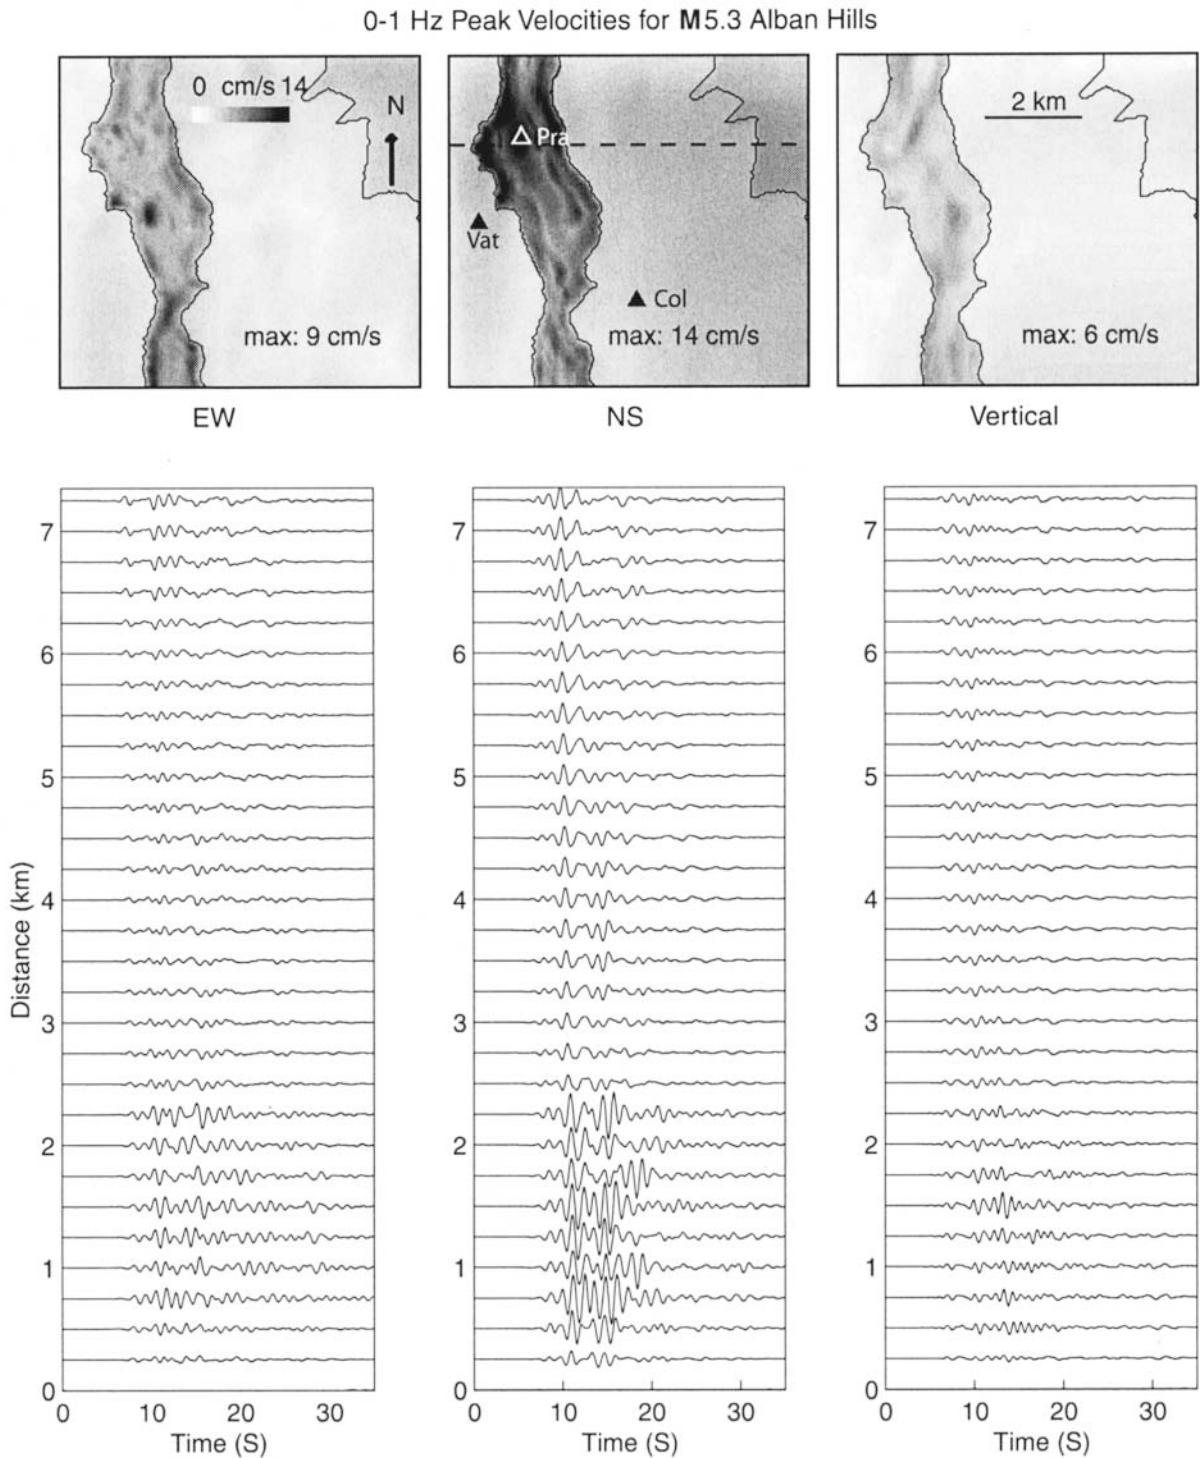 0-1 Hz Peak Velocities for M5.3 Alban Hills
0 cm/s 14
N
max: 9 cm/s
EW
Pra
Vat
Col
max: 14 cm/s
NS
2 km
max: 6 cm/s
Vertical
Distance (km)
7
6
5
4
3
2
1
0
0 10 20 30
Time (S)
7
6
5
4
3
2
1
0
0 10 20 30
Time (S)
7
6
5
4
3
2
1
0
0 10 20 30
Time (S)